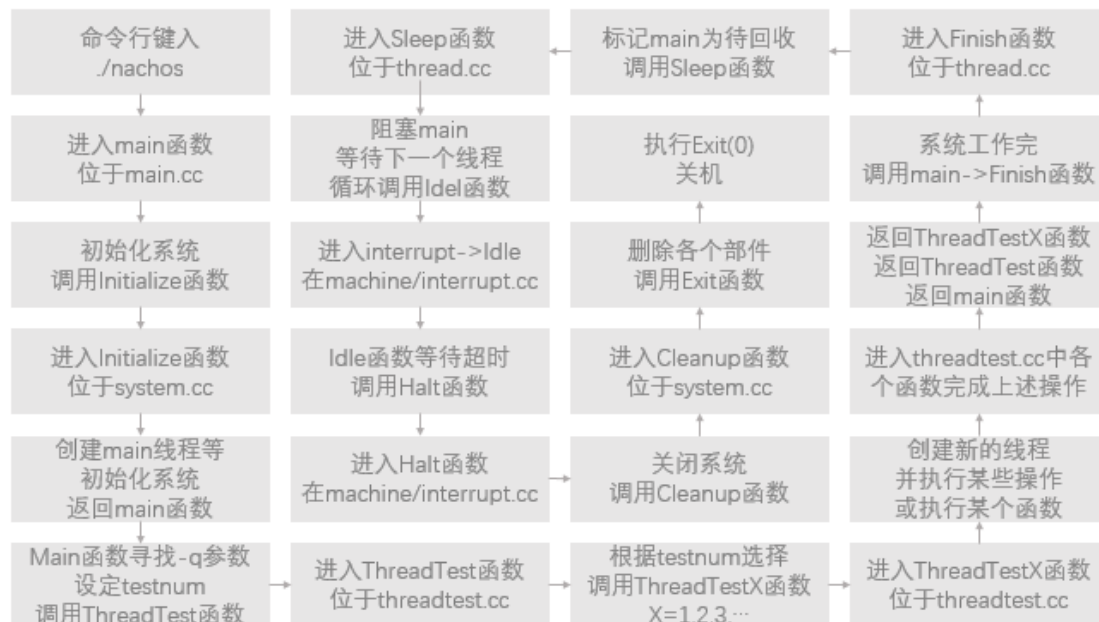 命令行键入
./nachos
进入main函数
位于main.cc
初始化系统
调用Initialize函数
进入Initialize函数
位于system.cc
创建main线程等
初始化系统
返回main函数
Main函数寻找-q参数
设定testnum
调用ThreadTest函数
进入ThreadTest函数
位于threadtest.cc
根据testnum选择
调用ThreadTestX函数
X=1,2,3,…
进入ThreadTestX函数
位于threadtest.cc
创建新的线程
并执行某些操作
或执行某个函数
进入threadtest.cc中各
个函数完成上述操作
返回ThreadTestX函数
返回ThreadTest函数
返回main函数
系统工作完
调用main->Finish函数
进入Finish函数
位于thread.cc
标记main为待回收
调用Sleep函数
进入Sleep函数
位于thread.cc
阻塞main
等待下一个线程
循环调用Idel函数
进入interrupt->Idle
在machine/interrupt.cc
Idle函数等待超时
调用Halt函数
进入Halt函数
在machine/interrupt.cc
关闭系统
调用Cleanup函数
进入Cleanup函数
位于system.cc
删除各个部件
调用Exit函数
执行Exit(0)
关机